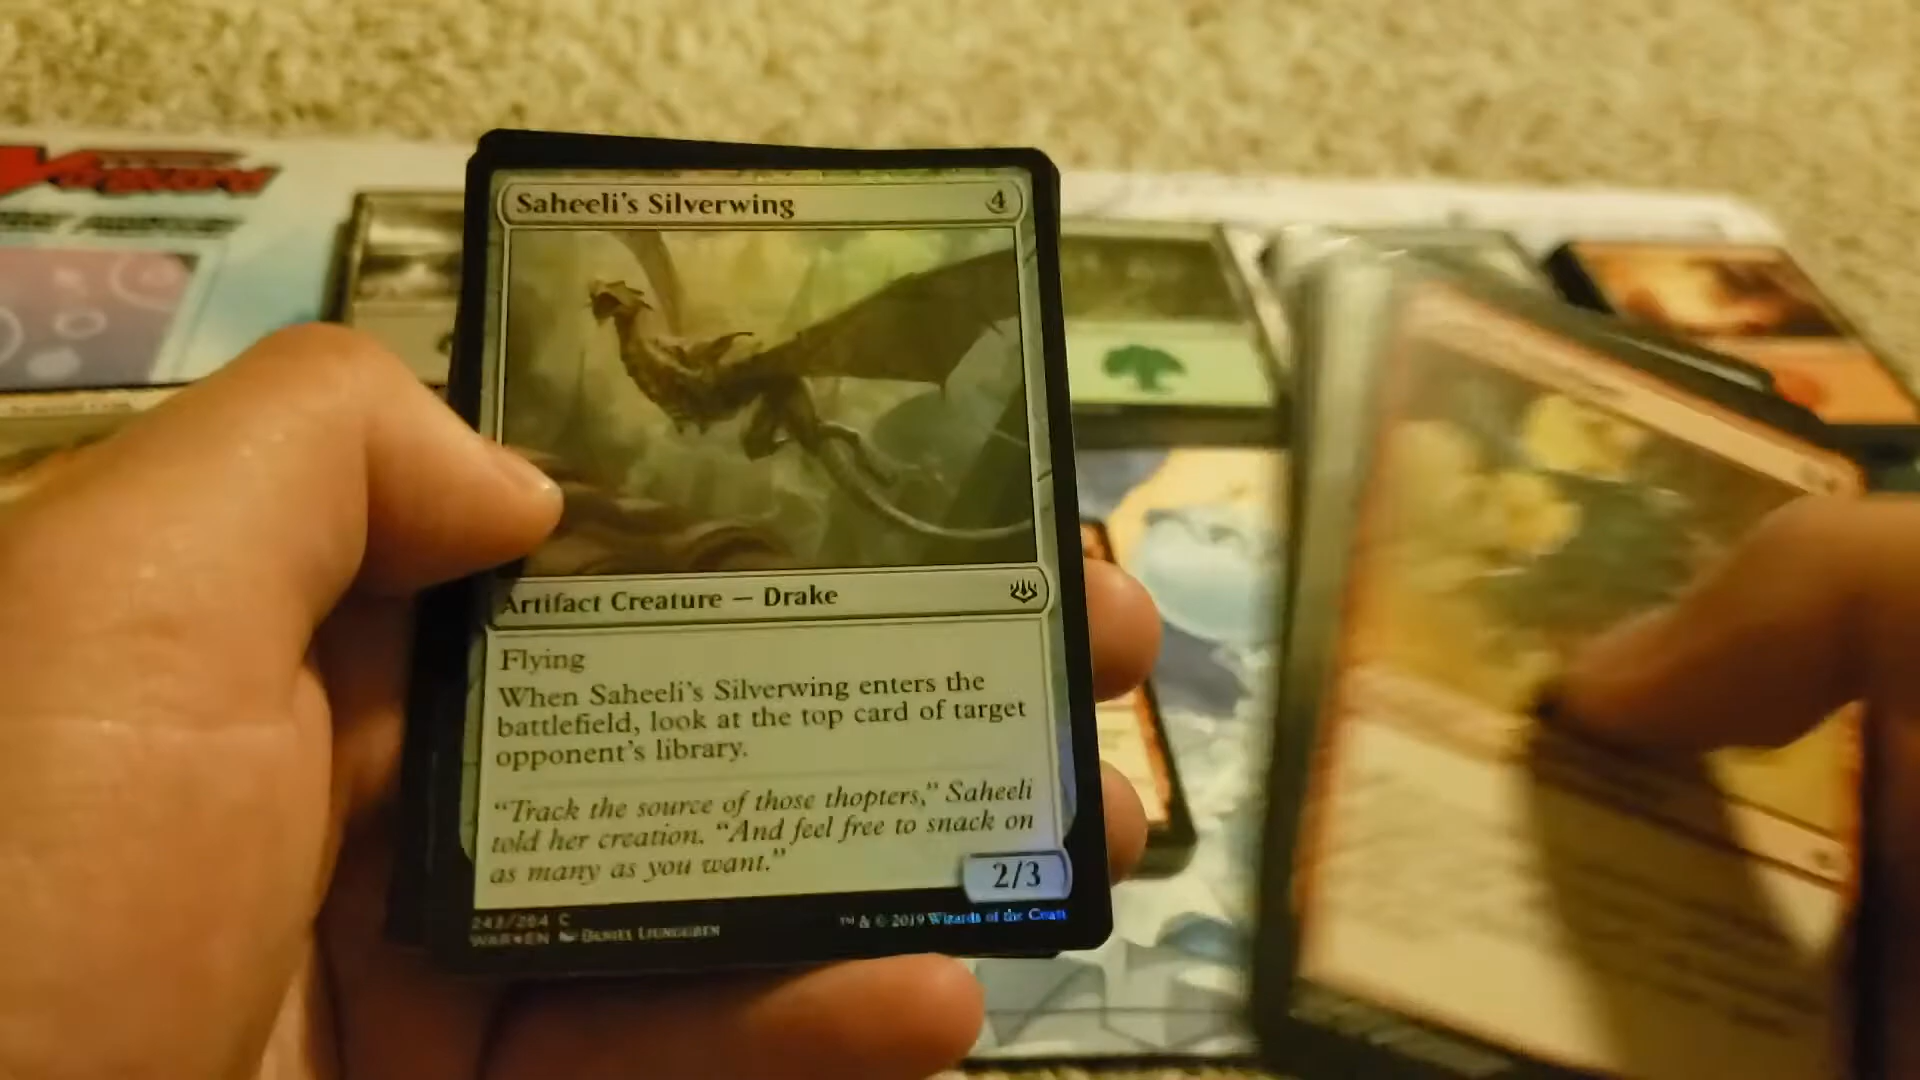 Saheeli's Silverwing 4
Artifact Creature — Drake
Flying
When Saheeli's Silverwing enters the
battlefield, look at the top card of target
opponent's library.
"Track the source of those thopters," Saheeli
told her creation. "And feel free to snack on
as many as you want."
2/3
243/264 C
WAR • EN DANIEL LJUNGGREN
™ & © 2019 Wizards of the Coast